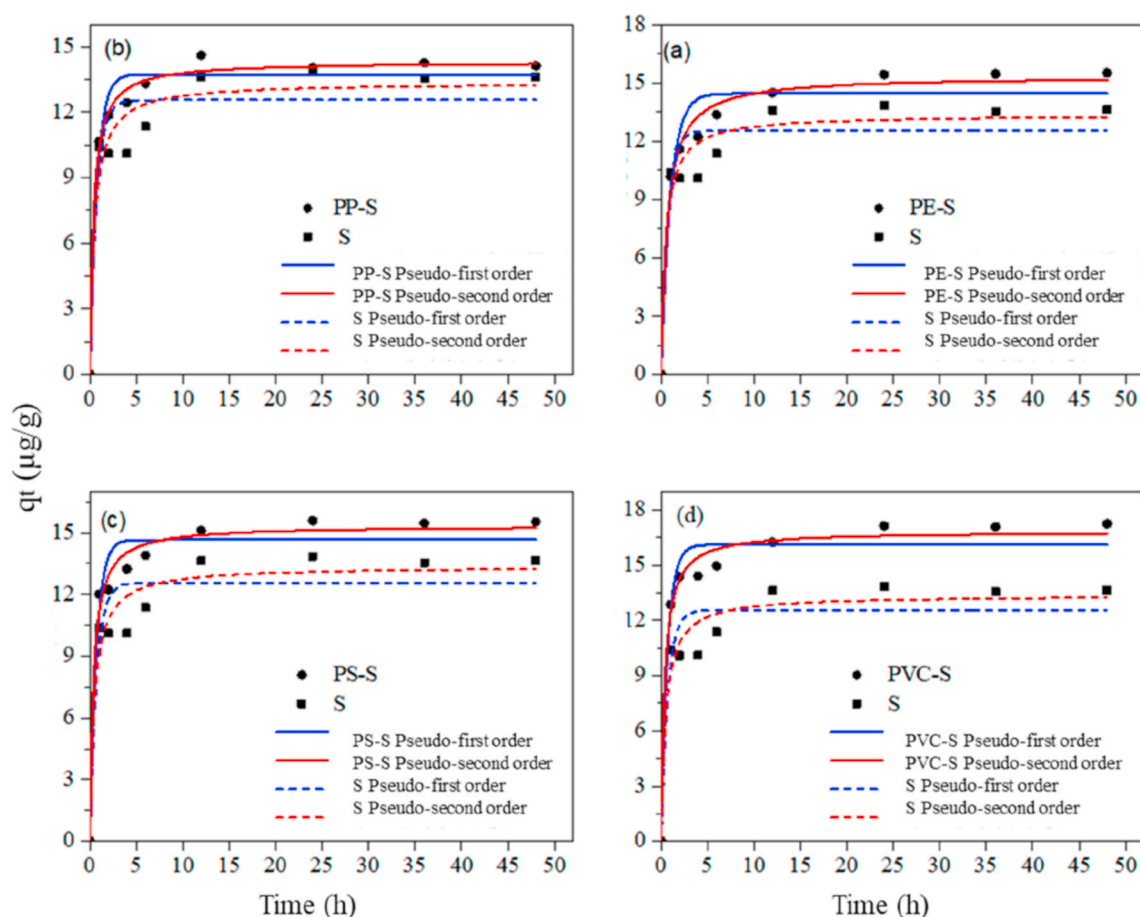 (b)
15
12
9
6
3
0
PP-S
S
PP-S Pseudo-first order
PP-S Pseudo-second order
S Pseudo-first order
S Pseudo-second order
0 5 10 15 20 25 30 35 40 45 50
(a)
18
15
12
9
6
3
0
PE-S
S
PE-S Pseudo-first order
PE-S Pseudo-second order
S Pseudo-first order
S Pseudo-second order
0 5 10 15 20 25 30 35 40 45 50
qt (µg/g)
(c)
15
12
9
6
3
0
PS-S
S
PS-S Pseudo-first order
PS-S Pseudo-second order
S Pseudo-first order
S Pseudo-second order
0 5 10 15 20 25 30 35 40 45 50
Time (h)
(d)
18
15
12
9
6
3
0
PVC-S
S
PVC-S Pseudo-first order
PVC-S Pseudo-second order
S Pseudo-first order
S Pseudo-second order
0 5 10 15 20 25 30 35 40 45 50
Time (h)